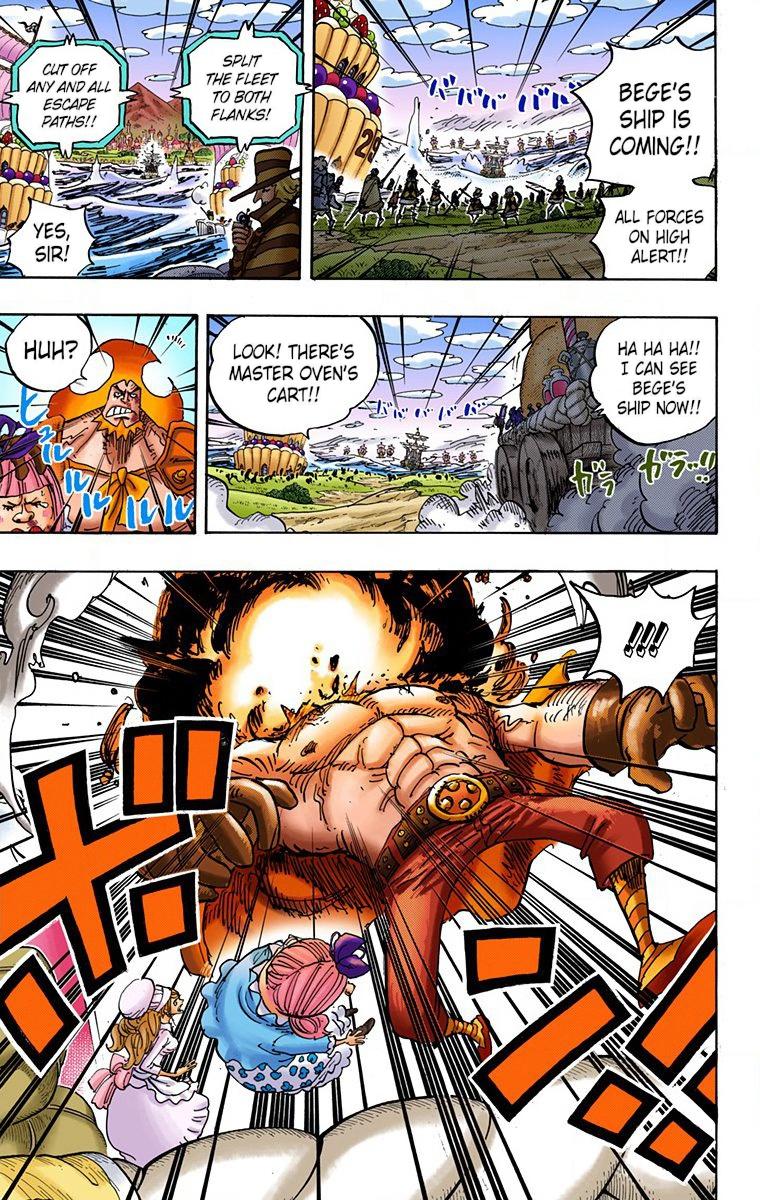 BEGE'S
SHIP IS
COMING!!
ALL FORCES
ON HIGH
ALERT!!
バババ
ババ
29
SPLIT
THE FLEET
TO BOTH
FLANKS!
CUT OFF
ANY AND ALL
ESCAPE
PATHS!!
YES,
SIR!
HA HA HA!!
I CAN SEE
BEGE'S
SHIP NOW!!
LOOK! THERE'S
MASTER OVEN'S
CART!!
ババババ
ガラ
ガラッ!!
HUH?
ヒュルルルルル
!!!!
ボン!!